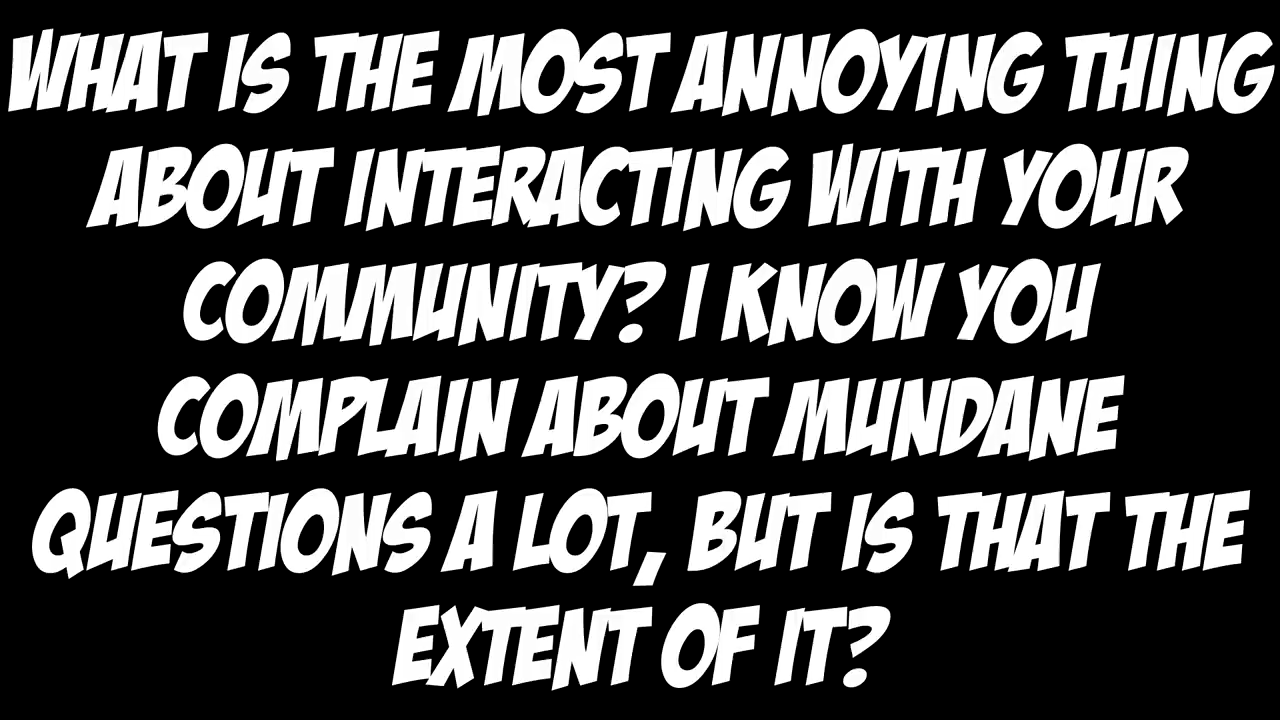 WHAT IS THE MOST ANNOYING THING
ABOUT INTERACTING WITH YOUR
COMMUNITY? I KNOW YOU
COMPLAIN ABOUT MUNDANE
QUESTIONS A LOT, BUT IS THAT THE
EXTENT OF IT?